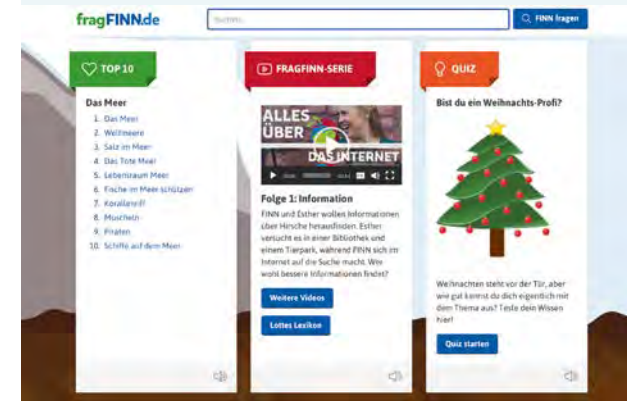 fragFINN.de
Suchen...
FINN fragen
TOP 10
Das Meer
1. Das Meer
2. Weltmeere
3. Salz im Meer
4. Das Tote Meer
5. Lebensraum Meer
6. Fische im Meer schützen
7. Korallenriff
8. Muscheln
9. Piraten
10. Schiffe auf dem Meer
FRAGFINN-SERIE
ALLES
ÜBER
DAS INTERNET
Folge 1: Information
FINN und Esther wollen Informationen
über Hirsche herausfinden. Esther
versucht es in einer Bibliothek und
einem Tierpark, während FINN sich im
Internet auf die Suche macht. Wer
wohl bessere Informationen findet?
Weitere Videos
Lottes Lexikon
QUIZ
Bist du ein Weihnachts-Profi?
Weihnachten steht vor der Tür, aber
wie gut kennst du dich eigentlich mit
dem Thema aus? Teste dein Wissen
hier!
Quiz starten